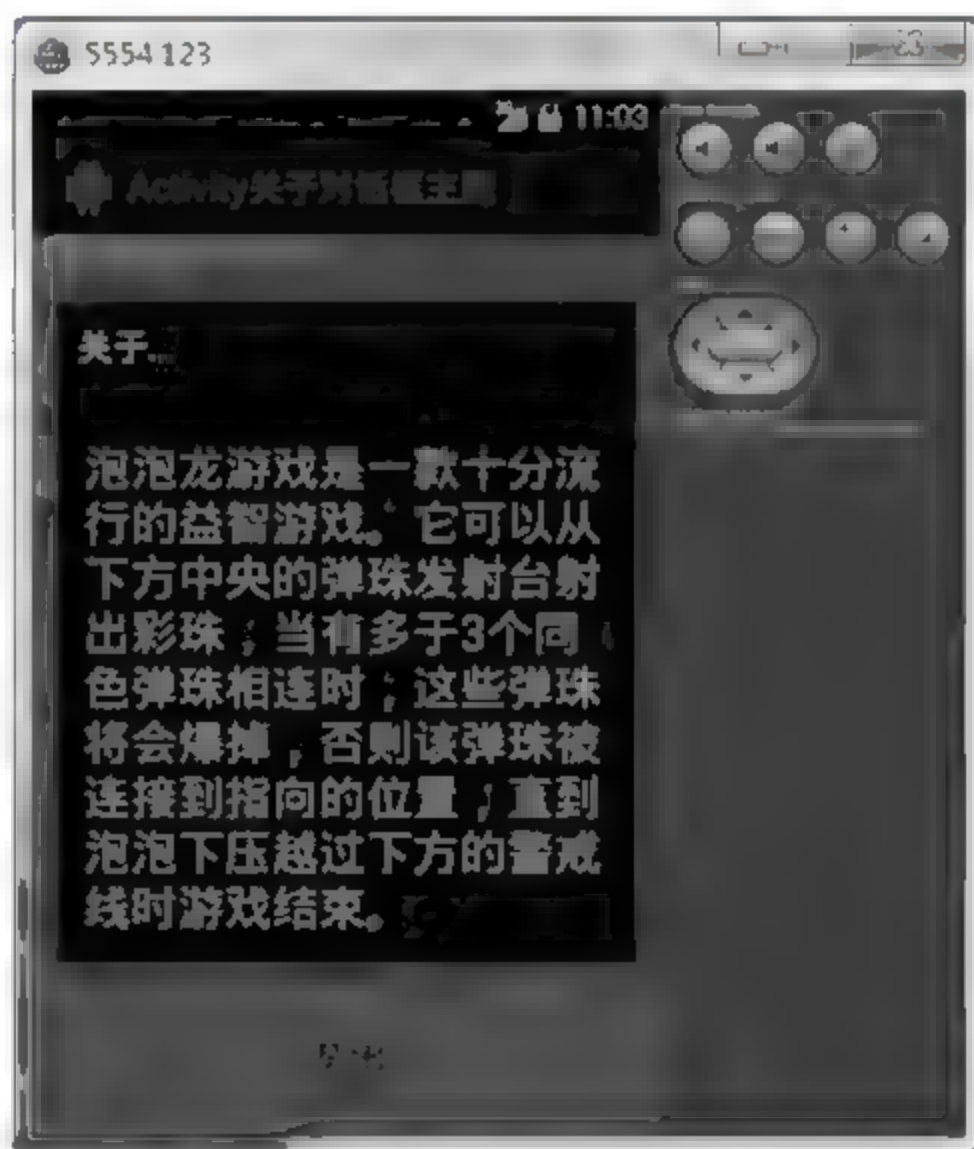 5554:123
11:03
Activity关于对话框主题
关于...
泡泡龙游戏是一款十分流
行的益智游戏。它可以从
下方中央的弹珠发射台射
出彩珠，当有多于3个同
色弹珠相连时，这些弹珠
将会爆掉，否则该弹珠被
连接到指向的位置，直到
泡泡下压越过下方的警戒
线时游戏结束。